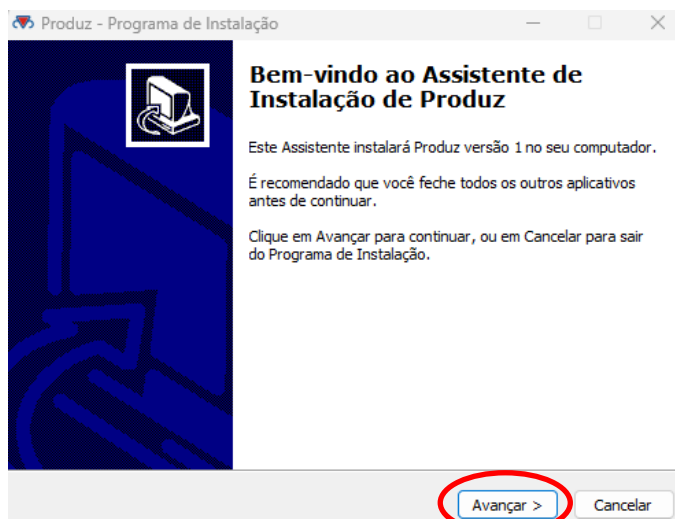 Produz - Programa de Instalação
Bem-vindo ao Assistente de
Instalação de Produz
Este Assistente instalará Produz versão 1 no seu computador.
É recomendado que você feche todos os outros aplicativos
antes de continuar.
Clique em Avançar para continuar, ou em Cancelar para sair
do Programa de Instalação.
Avançar >
Cancelar